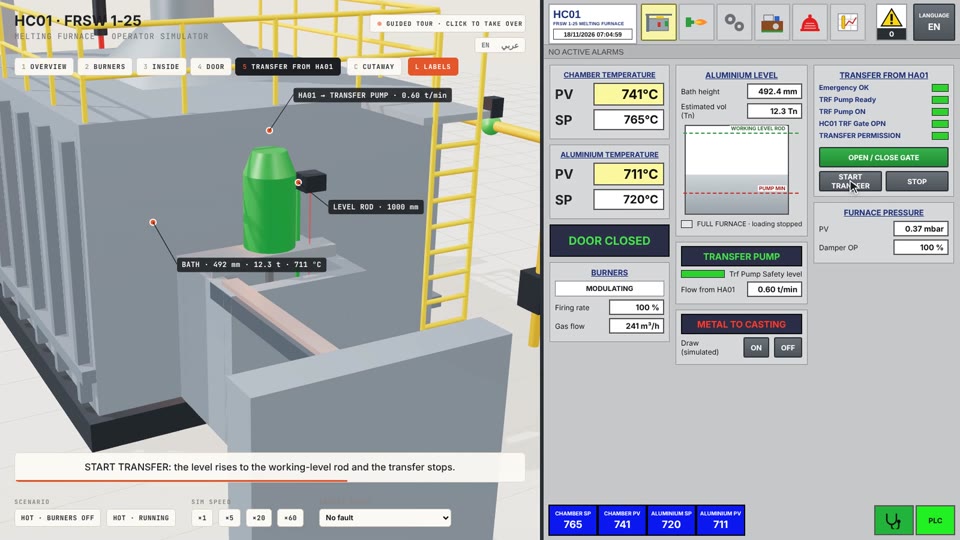 HC01 · FRSW 1-25
MELTING FURNACE · OPERATOR SIMULATOR
GUIDED TOUR · CLICK TO TAKE OVER
EN عربي
1 OVERVIEW
2 BURNERS
3 INSIDE
4 DOOR
5 TRANSFER FROM HA01
C CUTAWAY
L LABELS
HA01 → TRANSFER PUMP · 0.60 t/min
LEVEL ROD · 1000 mm
BATH · 492 mm · 12.3 t · 711 °C
START TRANSFER: the level rises to the working-level rod and the transfer stops.
SCENARIO
HOT · BURNERS OFF
HOT · RUNNING
SIM SPEED
×1
×5
×20
×60
No fault
HC01
FRSW 1-25 MELTING FURNACE
18/11/2026 07:04:59
0
LANGUAGE
EN
NO ACTIVE ALARMS
CHAMBER TEMPERATURE
PV 741°C
SP 765°C
ALUMINIUM TEMPERATURE
PV 711°C
SP 720°C
DOOR CLOSED
BURNERS
MODULATING
Firing rate 100 %
Gas flow 241 m³/h
ALUMINIUM LEVEL
Bath height 492.4 mm
Estimated vol (Tn) 12.3 Tn
WORKING LEVEL ROD
PUMP MIN
FULL FURNACE - loading stopped
TRANSFER PUMP
Trf Pump Safety level
Flow from HA01 0.60 t/min
METAL TO CASTING
Draw (simulated) ON OFF
TRANSFER FROM HA01
Emergency OK
TRF Pump Ready
TRF Pump ON
HC01 TRF Gate OPN
TRANSFER PERMISSION
OPEN / CLOSE GATE
START TRANSFER
STOP
FURNACE PRESSURE
PV 0.37 mbar
Damper OP 100 %
CHAMBER SP
765
CHAMBER PV
741
ALUMINIUM SP
720
ALUMINIUM PV
711
PLC